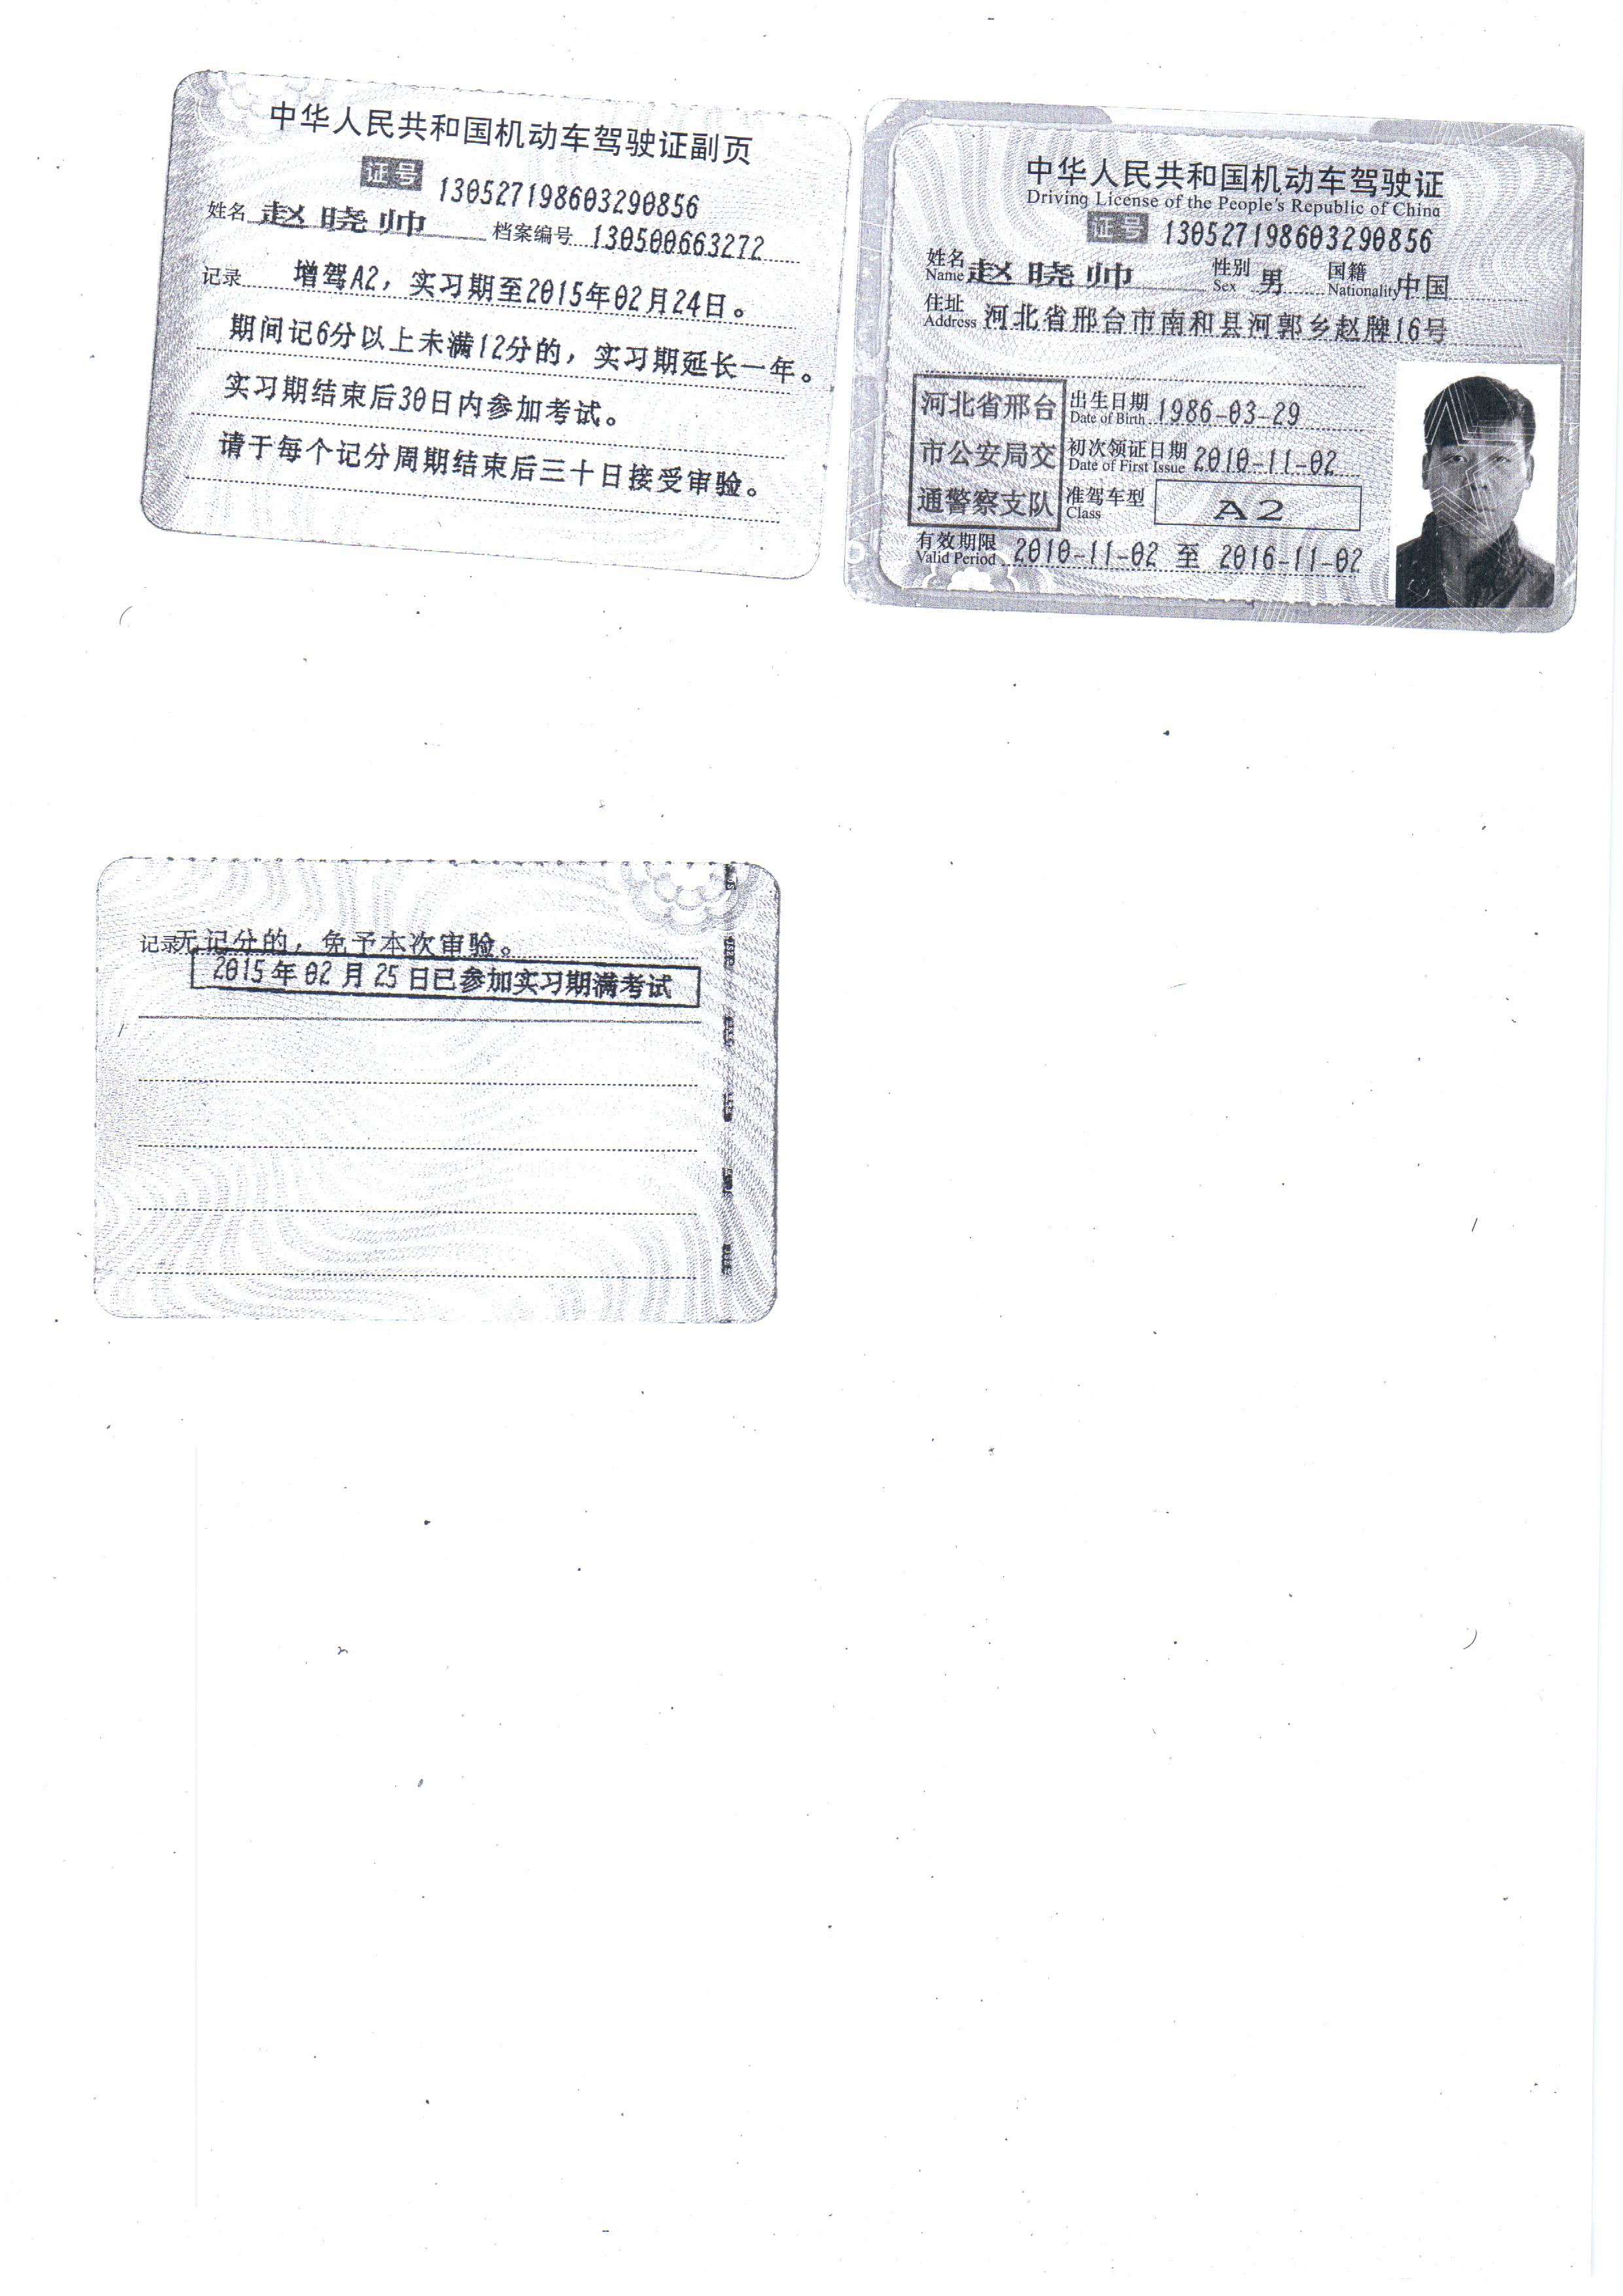 中华人民共和国机动车驾驶证副页
证号 130527198603290856
姓名 赵晓帅 档案编号 130500663272
记录 增驾A2，实习期至2015年02月24日。
期间记6分以上未满12分的，实习期延长一年。
实习期结束后30日内参加考试。
请于每个记分周期结束后三十日接受审验。
中华人民共和国机动车驾驶证
Driving License of the People's Republic of China
证号 130527198603290856
姓名 赵晓帅 性别 男 国籍 中国
Name Sex Nationality
住址 河北省邢台市南和县河郭乡赵牌16号
Address
河北省邢台
市公安局交
通警察支队
出生日期 1986-03-29
Date of Birth
初次领证日期 2010-11-02
Date of First Issue
准驾车型 A2
Class
有效期限 2010-11-02 至 2016-11-02
Valid Period
记录无记分的，免予本次审验。
2015年02月25日已参加实习期满考试